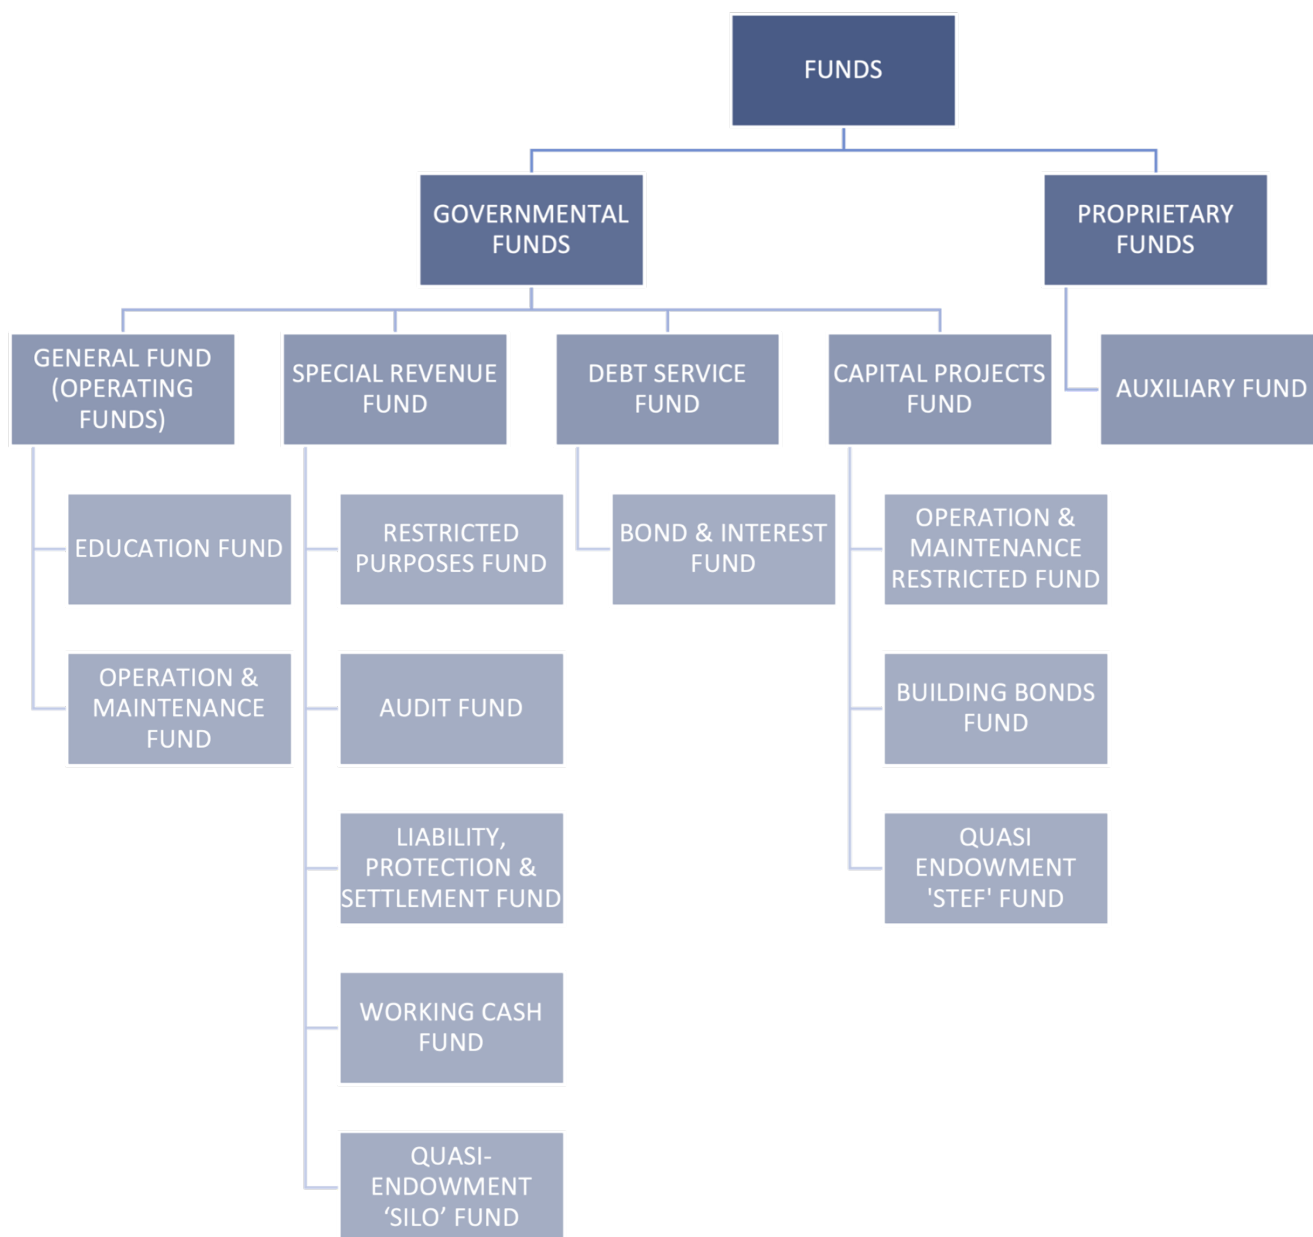 FUNDS
GOVERNMENTAL
FUNDS
PROPRIETARY
FUNDS
GENERAL FUND
(OPERATING
FUNDS)
SPECIAL REVENUE
FUND
DEBT SERVICE
FUND
CAPITAL PROJECTS
FUND
AUXILIARY FUND
EDUCATION FUND
RESTRICTED
PURPOSES FUND
BOND & INTEREST
FUND
OPERATION &
MAINTENANCE
RESTRICTED FUND
OPERATION &
MAINTENANCE
FUND
AUDIT FUND
BUILDING BONDS
FUND
LIABILITY,
PROTECTION &
SETTLEMENT FUND
QUASI
ENDOWMENT
'STEF' FUND
WORKING CASH
FUND
QUASI-
ENDOWMENT
‘SILO’ FUND